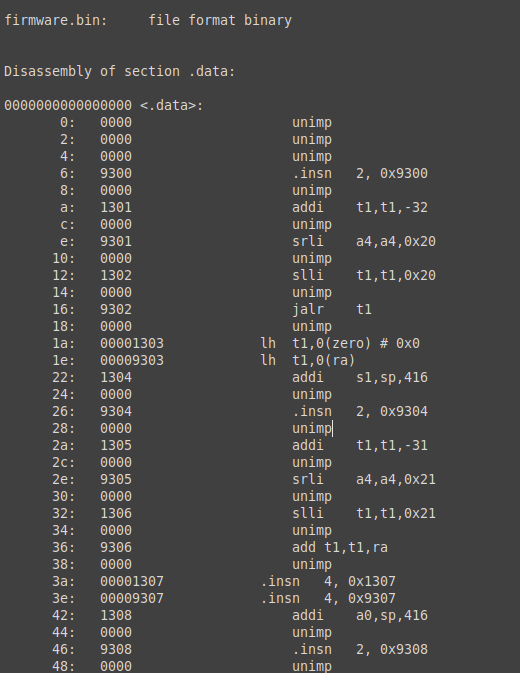 firmware.bin:     file format binary
Disassembly of section .data:
0000000000000000 <.data>:
0: 0000 unimp
2: 0000 unimp
4: 0000 unimp
6: 9300 .insn 2, 0x9300
8: 0000 unimp
a: 1301 addi t1,t1,-32
c: 0000 unimp
e: 9301 srli a4,a4,0x20
10: 0000 unimp
12: 1302 slli t1,t1,0x20
14: 0000 unimp
16: 9302 jalr t1
18: 0000 unimp
1a: 00001303 lh t1,0(zero) # 0x0
1e: 00009303 lh t1,0(ra)
22: 1304 addi s1,sp,416
24: 0000 unimp
26: 9304 .insn 2, 0x9304
28: 0000 unimp
2a: 1305 addi t1,t1,-31
2c: 0000 unimp
2e: 9305 srli a4,a4,0x21
30: 0000 unimp
32: 1306 slli t1,t1,0x21
34: 0000 unimp
36: 9306 add t1,t1,ra
38: 0000 unimp
3a: 00001307 .insn 4, 0x1307
3e: 00009307 .insn 4, 0x9307
42: 1308 addi a0,sp,416
44: 0000 unimp
46: 9308 .insn 2, 0x9308
48: 0000 unimp